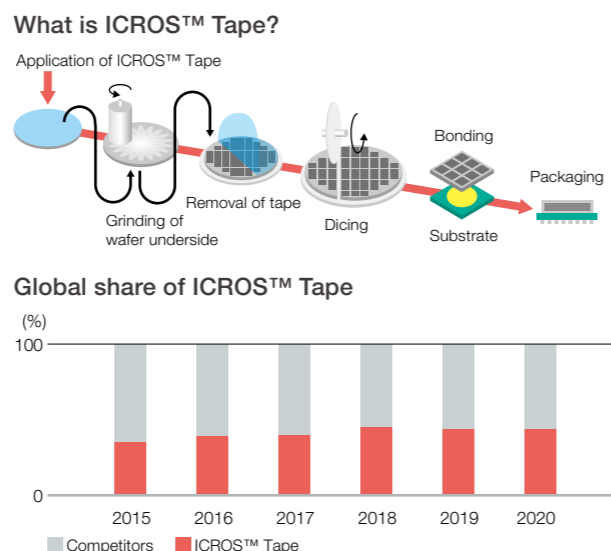 What is ICROS™ Tape?
Application of ICROS™ Tape
Grinding of
wafer underside
Removal of tape
Dicing
Bonding
Substrate
Packaging
Global share of ICROS™ Tape
(%)
100
0
2015 2016 2017 2018 2019 2020
Competitors ICROS™ Tape